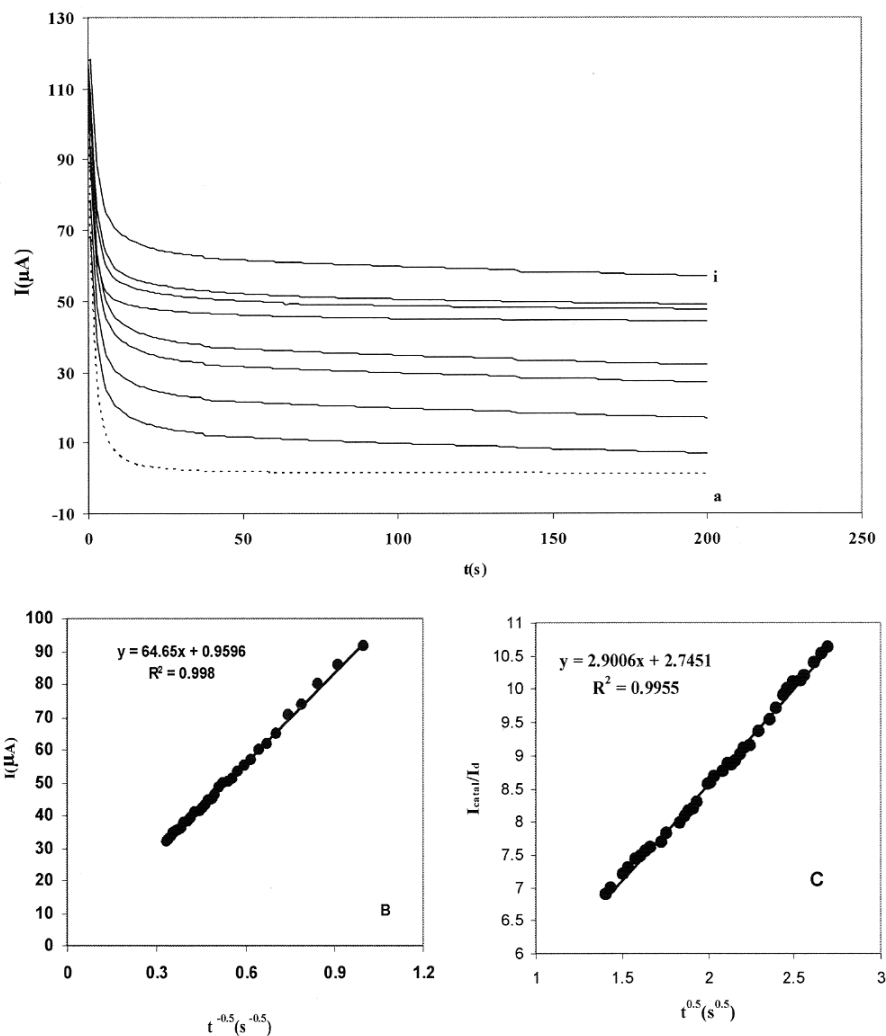 130
110
90
70
50
30
10
-10
I(µA)
i
a
0 50 100 150 200 250
t(s)
100
90
80
70
60
50
40
30
20
10
0
I(µA)
y = 64.65x + 0.9596
R² = 0.998
B
0 0.3 0.6 0.9 1.2
t⁻⁰·⁵(s⁻⁰·⁵)
11
10.5
10
9.5
9
8.5
8
7.5
7
6.5
6
Icatal/Id
y = 2.9006x + 2.7451
R² = 0.9955
C
1 1.5 2 2.5 3
t⁰·⁵(s⁰·⁵)